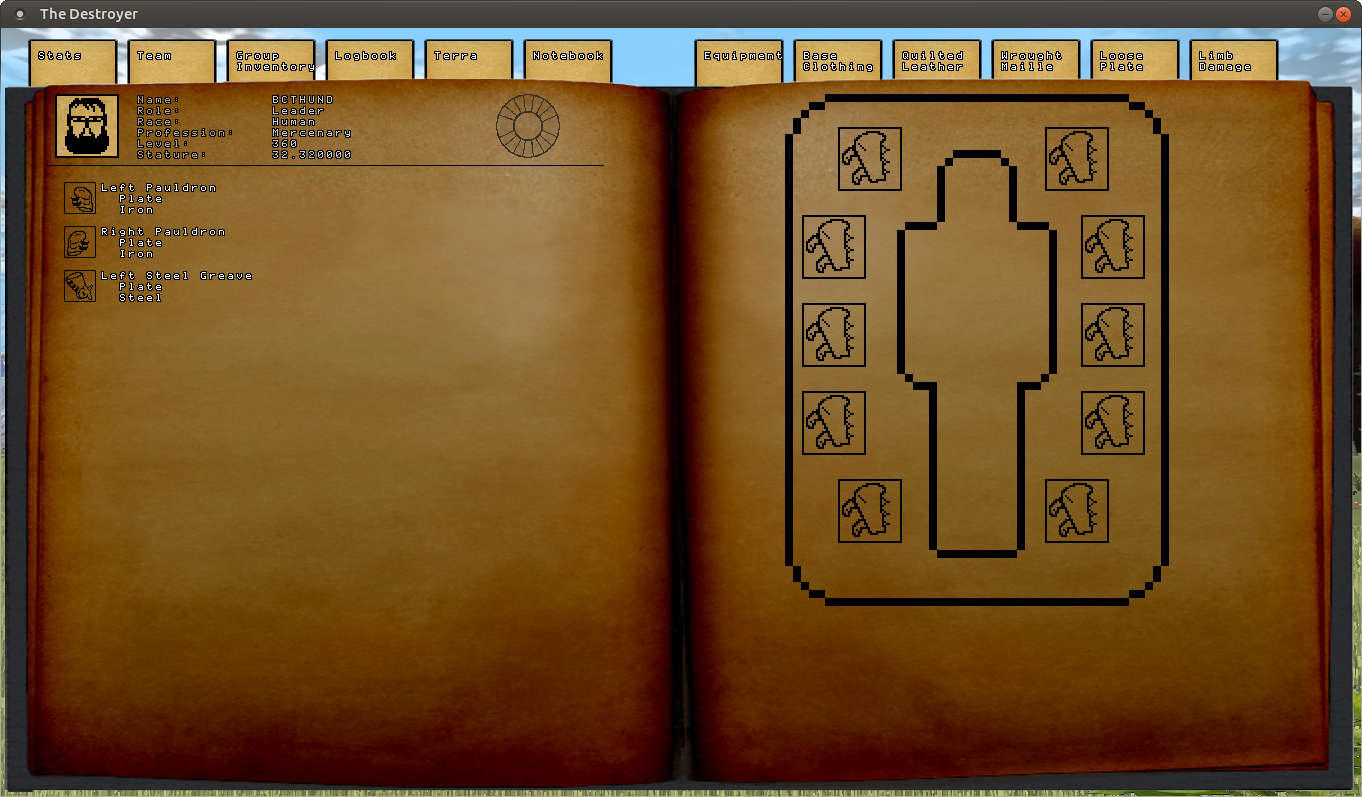 The Destroyer
Stats
Team
Group
Inventory
Logbook
Terra
Notebook
Equipment
Base
Clothing
Quilted
Leather
Wrought
Maille
Loose
Plate
Limb
Damage
Name: BCTHUND
Role: Leader
Race: Human
Profession: Mercenary
Level: 360
Stature: 32.320000
Left Pauldron
Plate
Iron
Right Pauldron
Plate
Iron
Left Steel Greave
Plate
Steel